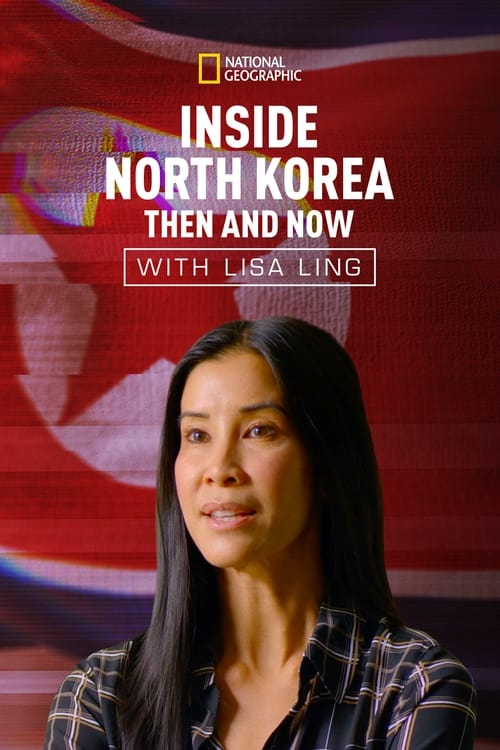 NATIONAL
GEOGRAPHIC
INSIDE
NORTH KOREA
THEN AND NOW
WITH LISA LING